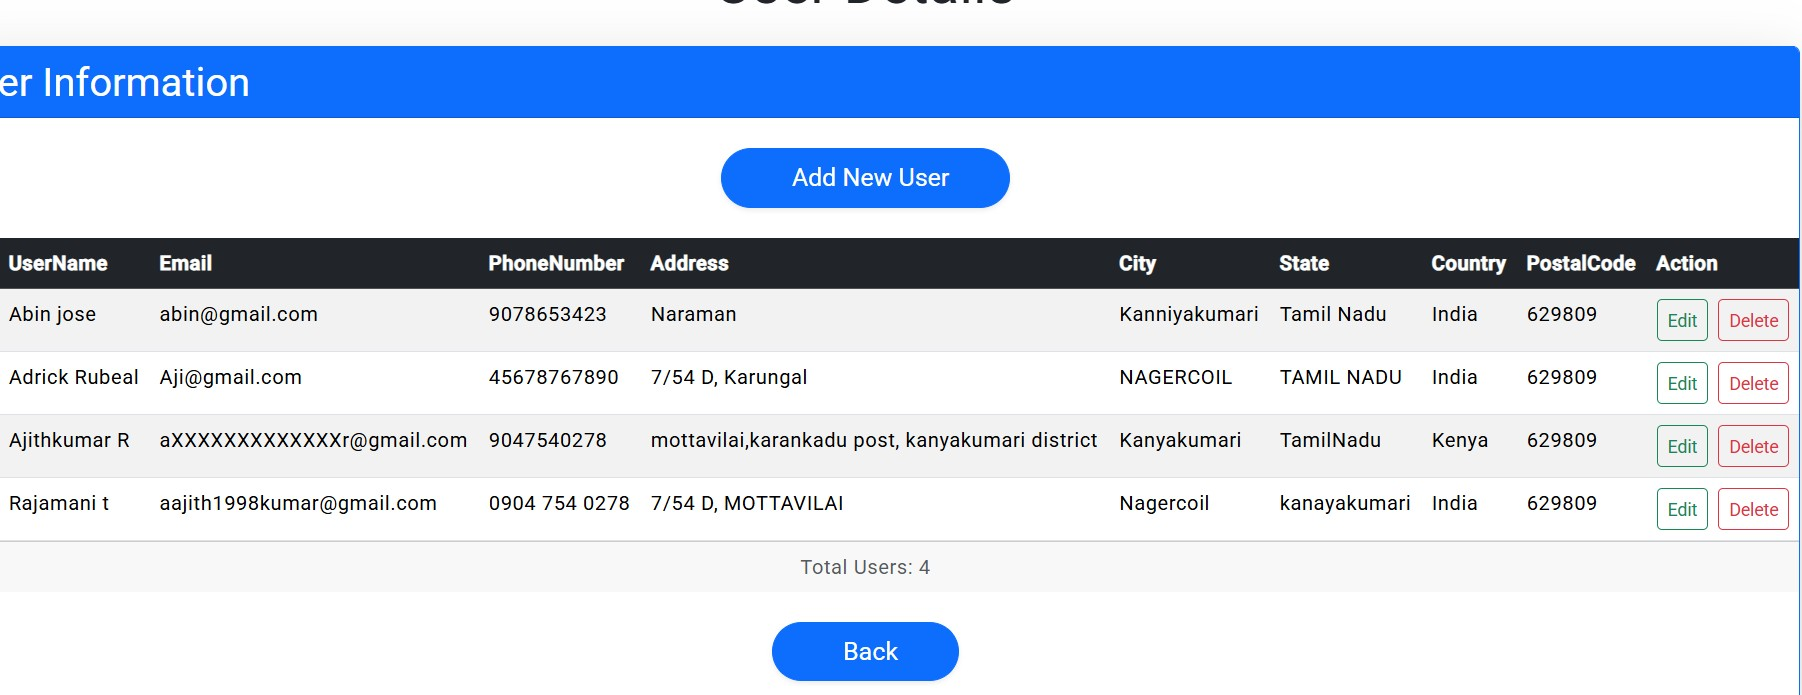 User Details
er Information
Add New User
UserName Email PhoneNumber Address City State Country PostalCode Action
Abin jose abin@gmail.com 9078653423 Naraman Kanniyakumari Tamil Nadu India 629809 Edit Delete
Adrick Rubeal Aji@gmail.com 45678767890 7/54 D, Karungal NAGERCOIL TAMIL NADU India 629809 Edit Delete
Ajithkumar R aXXXXXXXXXXXXXr@gmail.com 9047540278 mottavilai,karankadu post, kanyakumari district Kanyakumari TamilNadu Kenya 629809 Edit Delete
Rajamani t aajith1998kumar@gmail.com 0904 754 0278 7/54 D, MOTTAVILAI Nagercoil kanayakumari India 629809 Edit Delete
Total Users: 4
Back